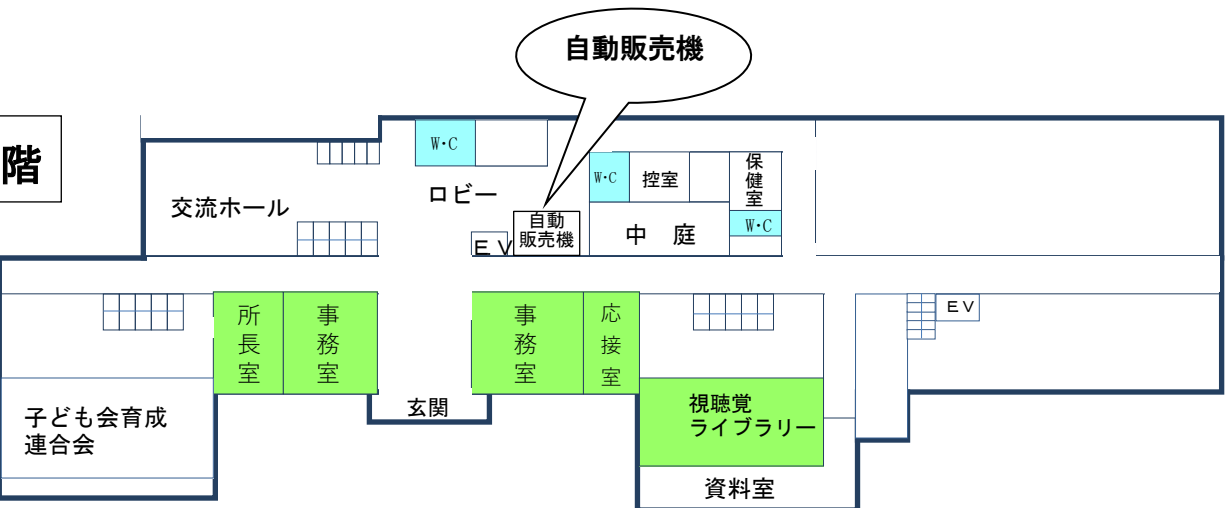 自動販売機
階
W・C
ロビー
交流ホール
自動
販売機
ＥＶ
W・C
控室
保健室
W・C
中　庭
所長室
事務室
事務室
応接室
ＥＶ
玄関
子ども会育成
連合会
視聴覚
ライブラリー
資料室